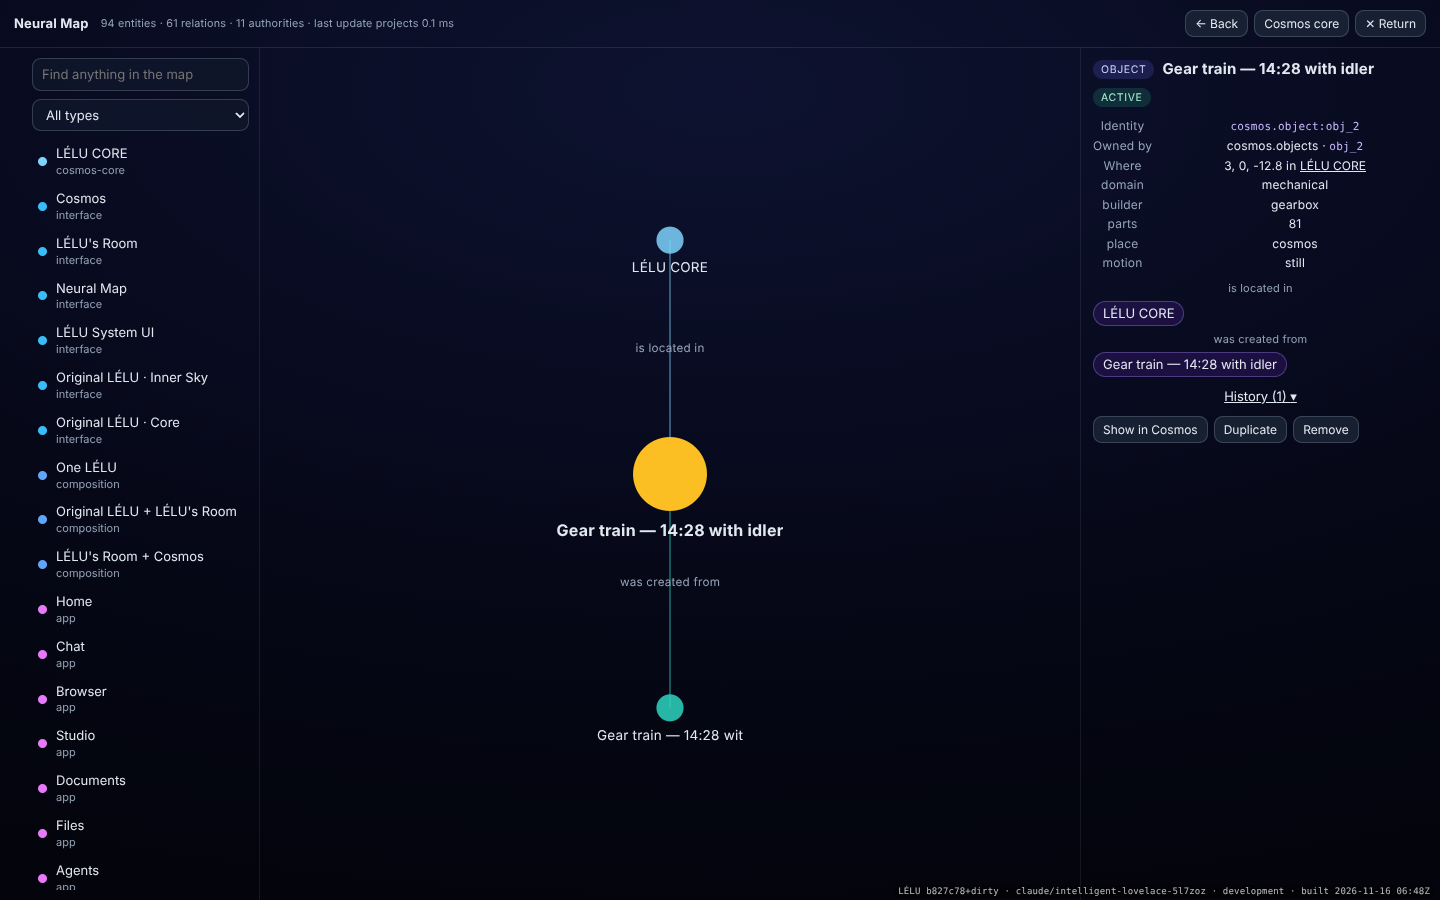 Neural Map 94 entities · 61 relations · 11 authorities · last update projects 0.1 ms
← Back Cosmos core ✕ Return
Find anything in the map
All types
LÉLU CORE
cosmos-core
Cosmos
interface
LÉLU's Room
interface
Neural Map
interface
LÉLU System UI
interface
Original LÉLU · Inner Sky
interface
Original LÉLU · Core
interface
One LÉLU
composition
Original LÉLU + LÉLU's Room
composition
LÉLU's Room + Cosmos
composition
Home
app
Chat
app
Browser
app
Studio
app
Documents
app
Files
app
Agents
app
LÉLU CORE
is located in
Gear train — 14:28 with idler
was created from
Gear train — 14:28 wit
OBJECT Gear train — 14:28 with idler
ACTIVE
Identity cosmos.object:obj_2
Owned by cosmos.objects · obj_2
Where 3, 0, -12.8 in LÉLU CORE
domain mechanical
builder gearbox
parts 81
place cosmos
motion still
is located in
LÉLU CORE
was created from
Gear train — 14:28 with idler
History (1) ▾
Show in Cosmos Duplicate Remove
LÉLU b827c78+dirty · claude/intelligent-lovelace-5l7zoz · development · built 2026-11-16 06:48Z